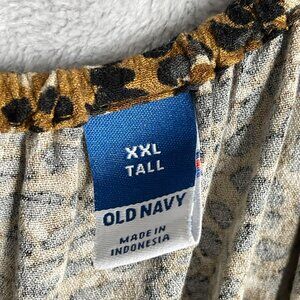 XXL
TALL
OLD NAVY
MADE IN
INDONESIA